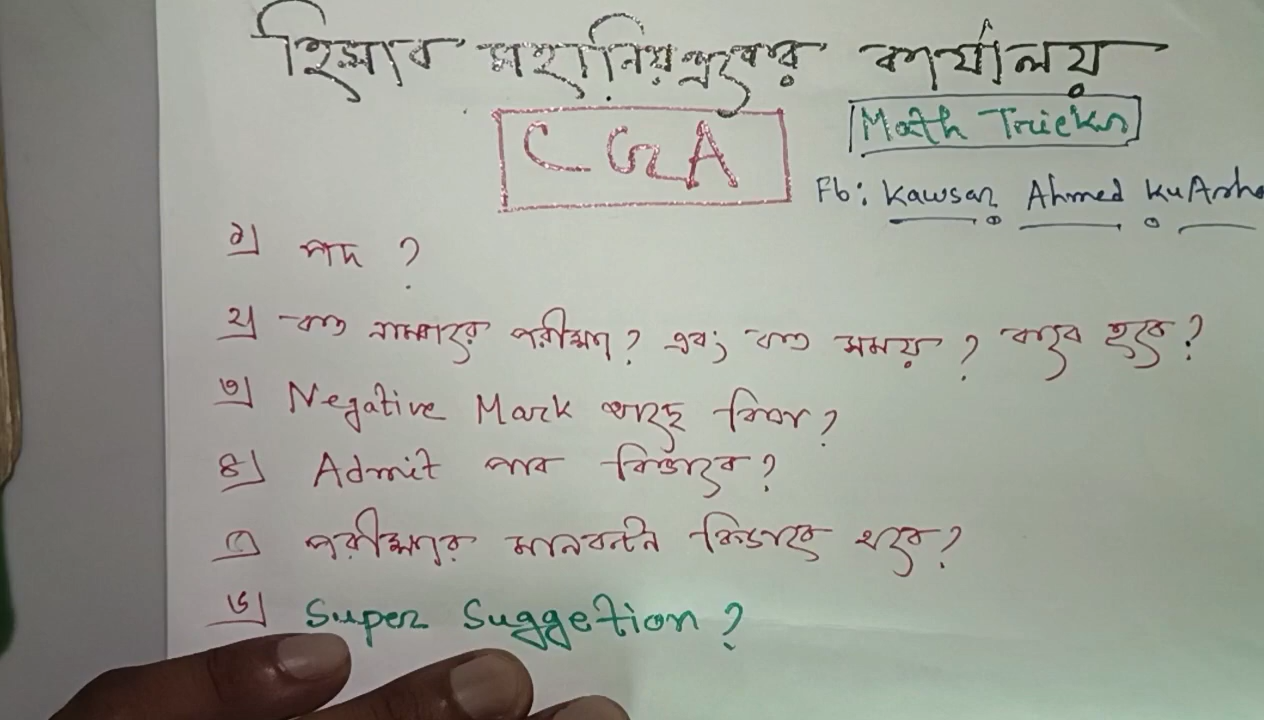 হিসাব মহানিয়ন্ত্রকের কার্যালয়
CGA
Math Tricks
Fb: Kawsar Ahmed KuAsha
১) পদ ?
২) কত নাম্বারের পরীক্ষা? এবং কত সময়? কবে হবে?
৩) Negative Mark আছে কিনা?
৪) Admit পাব কিভাবে?
৫) পরীক্ষার মানবন্টন কিভাবে হবে?
৬) Super Suggetion ?